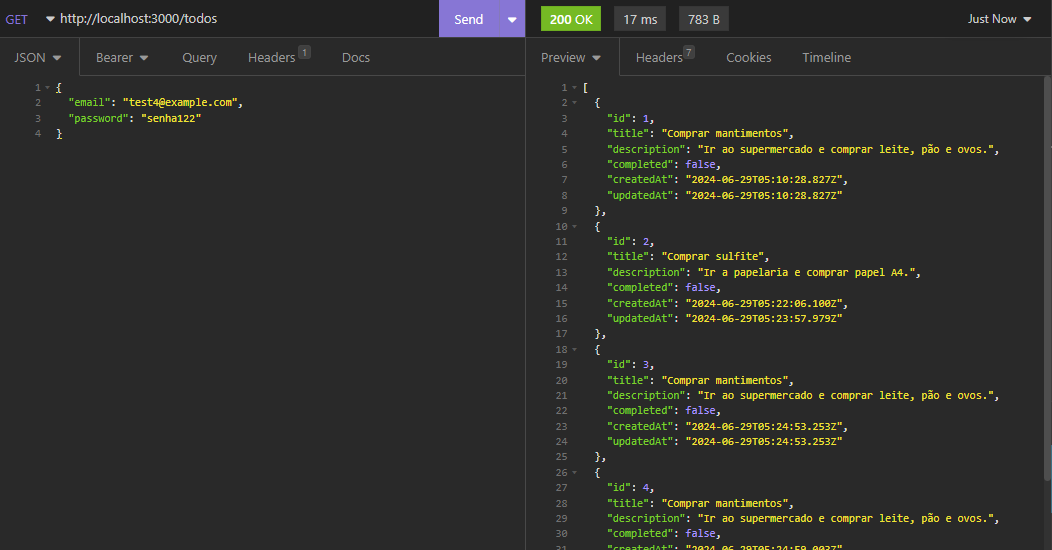 GET http://localhost:3000/todos Send 200 OK 17 ms 783 B Just Now
JSON Bearer Query Headers 1 Docs Preview Headers 7 Cookies Timeline
1 {
2 "email": "test4@example.com",
3 "password": "senha122"
4 }
1 [
2 {
3 "id": 1,
4 "title": "Comprar mantimentos",
5 "description": "Ir ao supermercado e comprar leite, pão e ovos.",
6 "completed": false,
7 "createdAt": "2024-06-29T05:10:28.827Z",
8 "updatedAt": "2024-06-29T05:10:28.827Z"
9 },
10 {
11 "id": 2,
12 "title": "Comprar sulfite",
13 "description": "Ir a papelaria e comprar papel A4.",
14 "completed": false,
15 "createdAt": "2024-06-29T05:22:06.100Z",
16 "updatedAt": "2024-06-29T05:23:57.979Z"
17 },
18 {
19 "id": 3,
20 "title": "Comprar mantimentos",
21 "description": "Ir ao supermercado e comprar leite, pão e ovos.",
22 "completed": false,
23 "createdAt": "2024-06-29T05:24:53.253Z",
24 "updatedAt": "2024-06-29T05:24:53.253Z"
25 },
26 {
27 "id": 4,
28 "title": "Comprar mantimentos",
29 "description": "Ir ao supermercado e comprar leite, pão e ovos.",
30 "completed": false,
31 "createdAt":